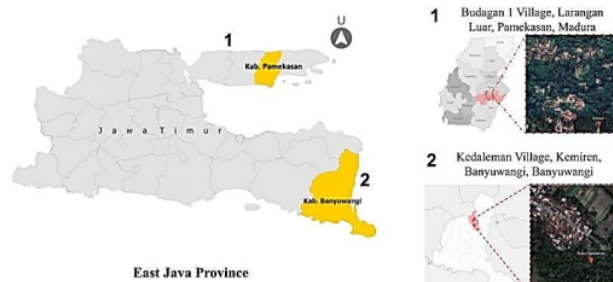 U
1
Kab. Pamekasan
Jawa Timur
2
Kab. Banyuwangi
East Java Province
1
Budagan 1 Village, Larangan
Luar, Pamekasan, Madura
2
Kedaleman Village, Kemiren,
Banyuwangi, Banyuwangi